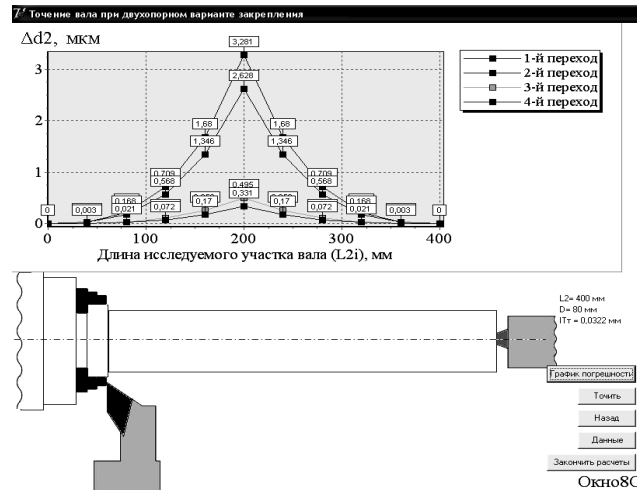 Точение вала при двухопорном варианте закрепления
Δd2, мкм
3,281
3
2,628
2
1,68
1,68
1,346
1,346
1
0,709
0,709
0,568
0,568
0,495
0,331
0,17
0,17
0,168
0,168
0,072
0,072
0,021
0,021
0,003
0,003
0
0
0
0
100
200
300
400
Длина исследуемого участка вала (L2i), мм
1-й переход
2-й переход
3-й переход
4-й переход
L2= 400 мм
D= 80 мм
ITт = 0,0322 мм
График погрешности
Точить
Назад
Данные
Закончить расчеты